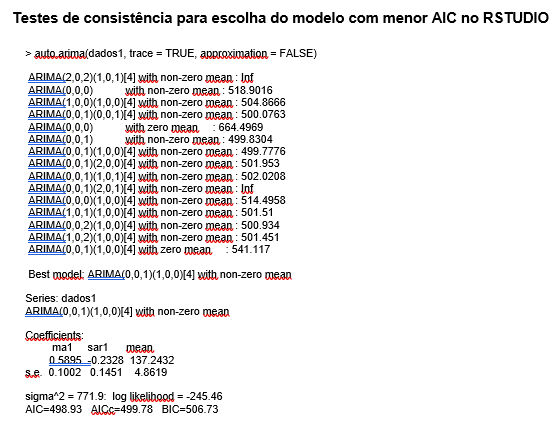 Testes de consistência para escolha do modelo com menor AIC no RSTUDIO
> auto.arima(dados1, trace = TRUE, approximation = FALSE)
ARIMA(2,0,2)(1,0,1)[4] with non-zero mean : Inf
ARIMA(0,0,0) with non-zero mean : 518.9016
ARIMA(1,0,0)(1,0,0)[4] with non-zero mean : 504.8666
ARIMA(0,0,1)(0,0,1)[4] with non-zero mean : 500.0763
ARIMA(0,0,0) with zero mean : 664.4969
ARIMA(0,0,1) with non-zero mean : 499.8304
ARIMA(0,0,1)(1,0,0)[4] with non-zero mean : 499.7776
ARIMA(0,0,1)(2,0,0)[4] with non-zero mean : 501.953
ARIMA(0,0,1)(1,0,1)[4] with non-zero mean : 502.0208
ARIMA(0,0,1)(2,0,1)[4] with non-zero mean : Inf
ARIMA(0,0,0)(1,0,0)[4] with non-zero mean : 514.4958
ARIMA(1,0,1)(1,0,0)[4] with non-zero mean : 501.51
ARIMA(0,0,2)(1,0,0)[4] with non-zero mean : 500.934
ARIMA(1,0,2)(1,0,0)[4] with non-zero mean : 501.451
ARIMA(0,0,1)(1,0,0)[4] with zero mean : 541.117
Best model: ARIMA(0,0,1)(1,0,0)[4] with non-zero mean
Series: dados1
ARIMA(0,0,1)(1,0,0)[4] with non-zero mean
Coefficients:
ma1 sar1 mean
0.5895 -0.2328 137.2432
s.e. 0.1002 0.1451 4.8619
sigma^2 = 771.9: log likelihood = -245.46
AIC=498.93 AICc=499.78 BIC=506.73